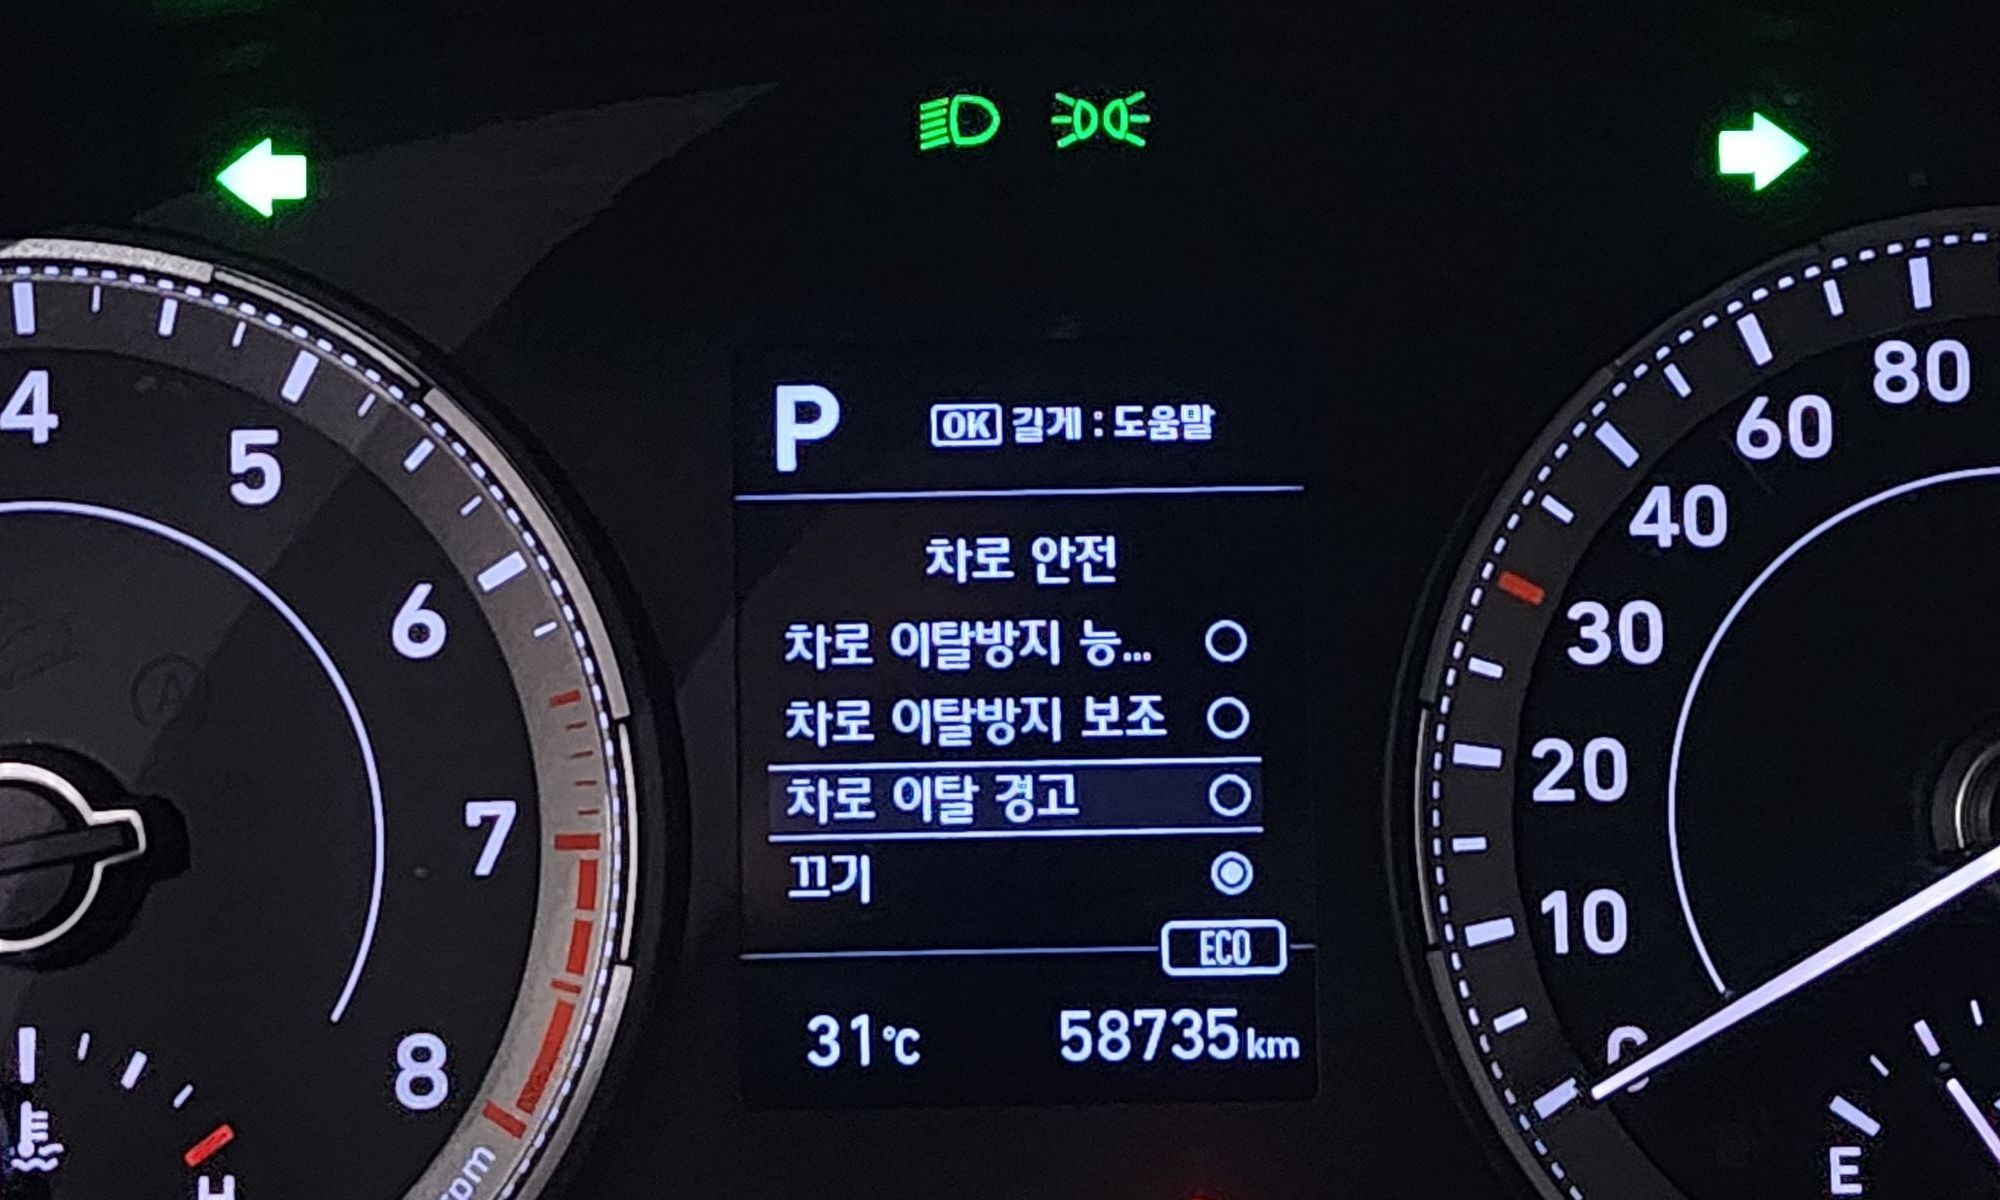 P
OK 길게 : 도움말
차로 안전
차로 이탈방지 능...
차로 이탈방지 보조
차로 이탈 경고
끄기
ECO
31℃ 58735km
4
5
6
7
8
rpm
H
80
60
40
30
20
10
0
E